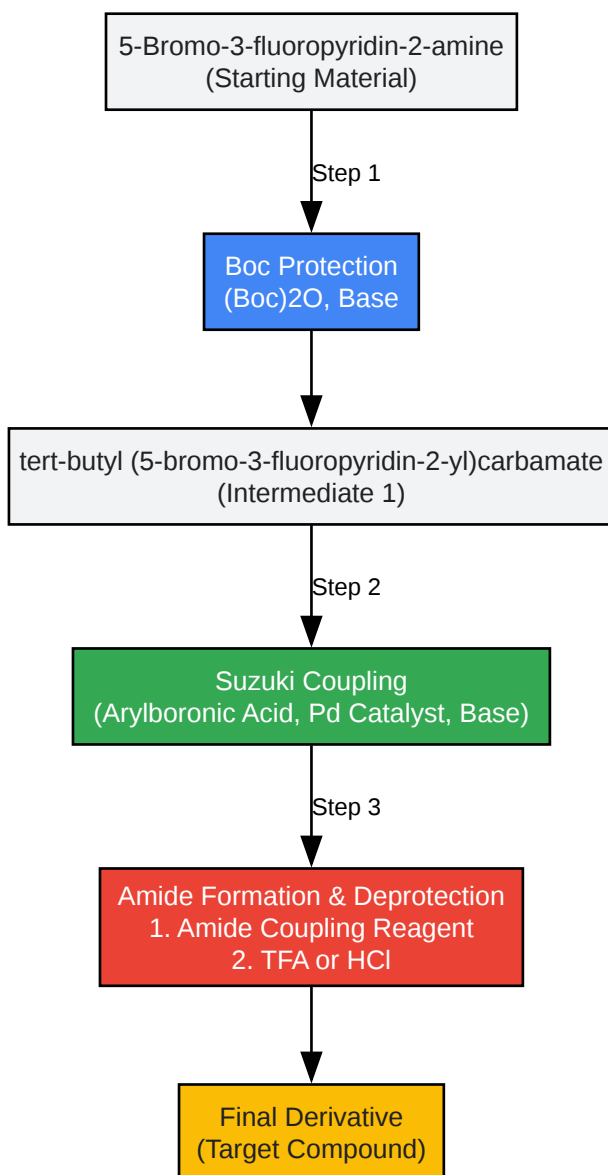 5-Bromo-3-fluoropyridin-2-amine
(Starting Material)
Step 1
Boc Protection
(Boc)2O, Base
tert-butyl (5-bromo-3-fluoropyridin-2-yl)carbamate
(Intermediate 1)
Step 2
Suzuki Coupling
(Arylboronic Acid, Pd Catalyst, Base)
Step 3
Amide Formation & Deprotection
1. Amide Coupling Reagent
2. TFA or HCl
Final Derivative
(Target Compound)